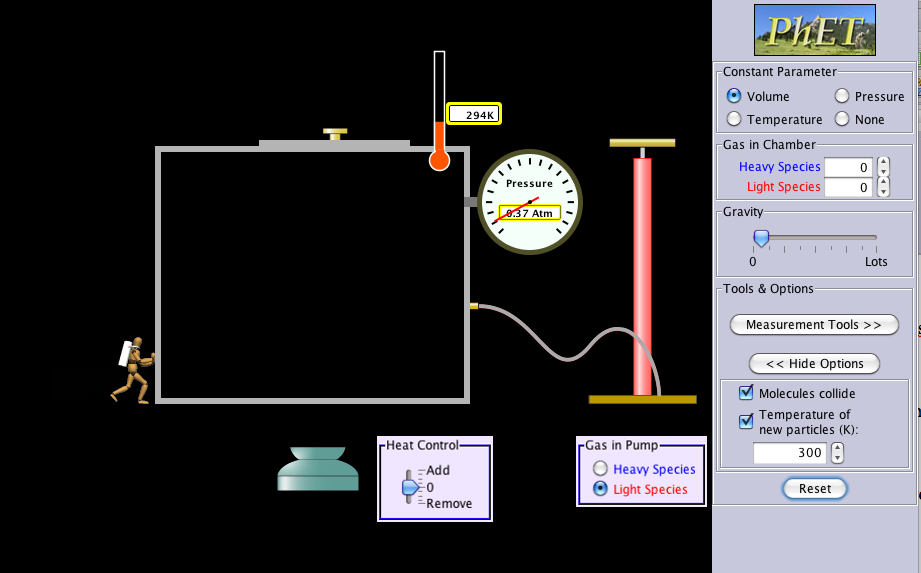 PhET
Constant Parameter
Volume
Pressure
Temperature
None
294K
Pressure
0.37 Atm
Gas in Chamber
Heavy Species 0
Light Species 0
Gravity
0
Lots
Tools & Options
Measurement Tools >>
<< Hide Options
Molecules collide
Temperature of
new particles (K):
300
Reset
Heat Control
Add
0
Remove
Gas in Pump
Heavy Species
Light Species